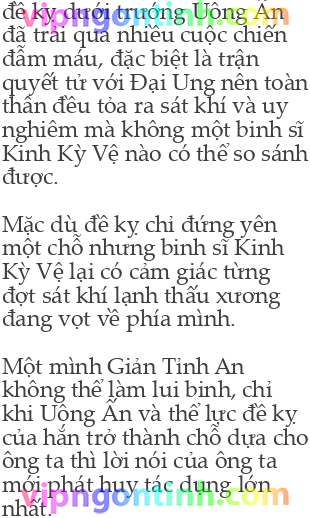 đề kỵ dưới trướng Uông Ấn
đã trải qua nhiều cuộc chiến
đẫm máu, đặc biệt là trận
quyết tử với Đại Ung nên toàn
thân đều tỏa ra sát khí và uy
nghiêm mà không một binh sĩ
Kinh Kỳ Vệ nào có thể so sánh
được.
Mặc dù đề kỵ chỉ đứng yên
một chỗ nhưng binh sĩ Kinh
Kỳ Vệ lại có cảm giác từng
đợt sát khí lạnh thấu xương
đang vọt về phía mình.
Một mình Giản Tỉnh An
không thể làm lui binh, chỉ
khi Uông Ấn và thể lực đề kỵ
của hắn trở thành chỗ dựa cho
ông ta thì lời nói của ông ta
mới phát huy tác dụng lớn
nhất.
vipngontinh.com
vipngontinh.com